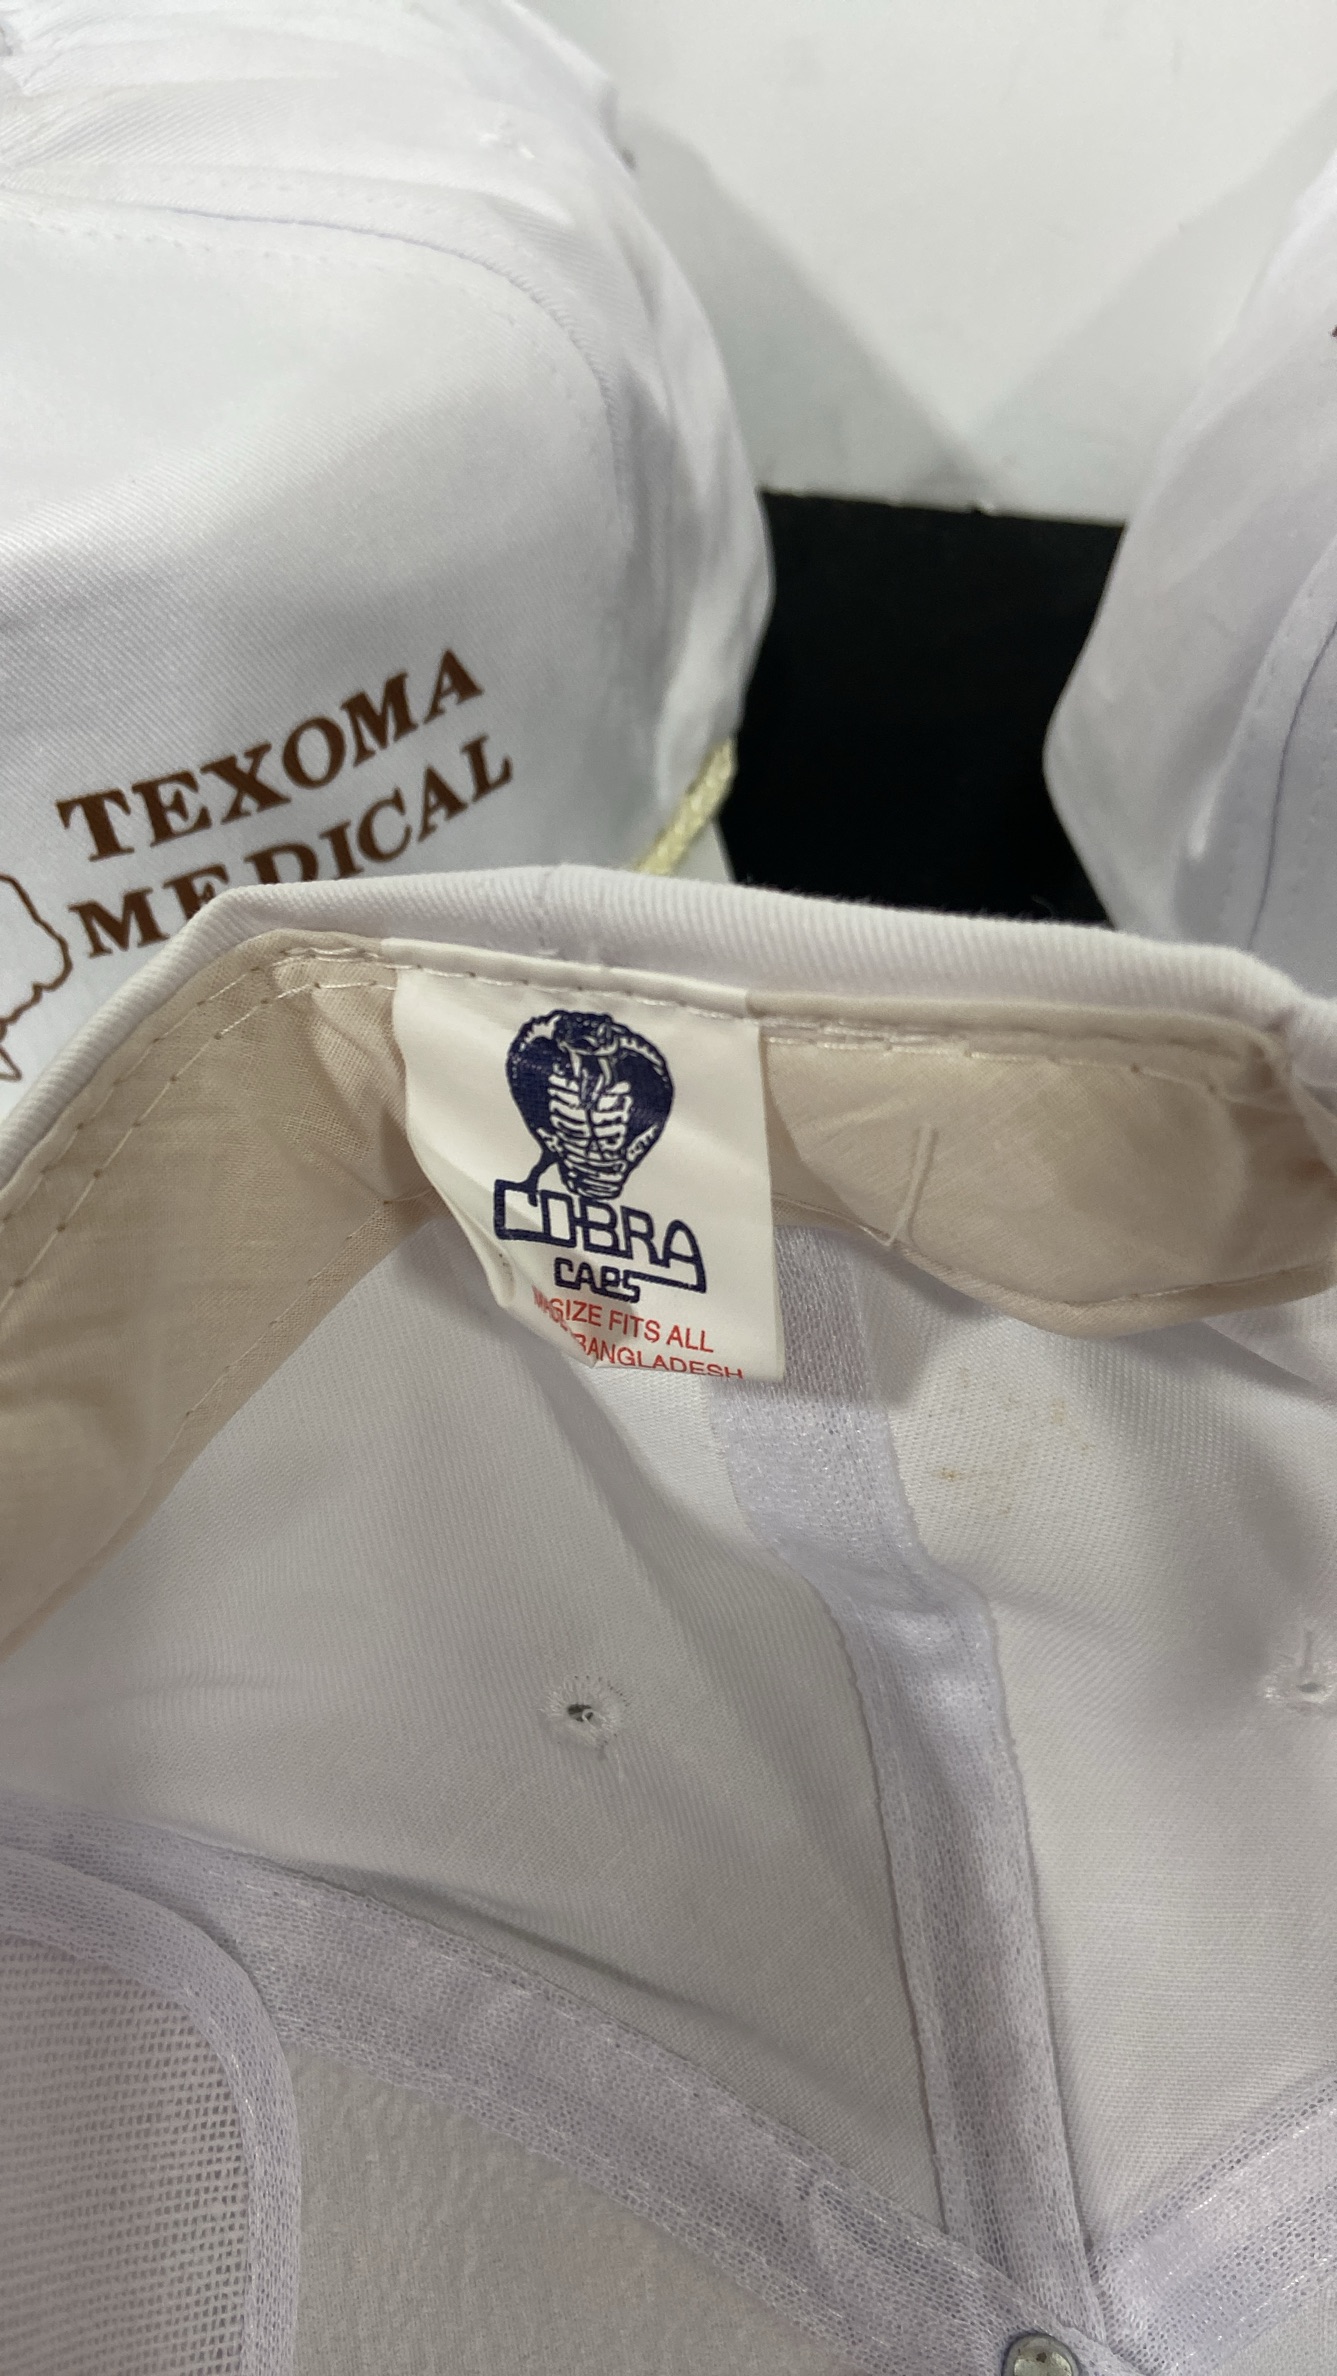 TEXOMA
MEDICAL
COBRA
CAPS
SIZE FITS ALL
BANGLADESH